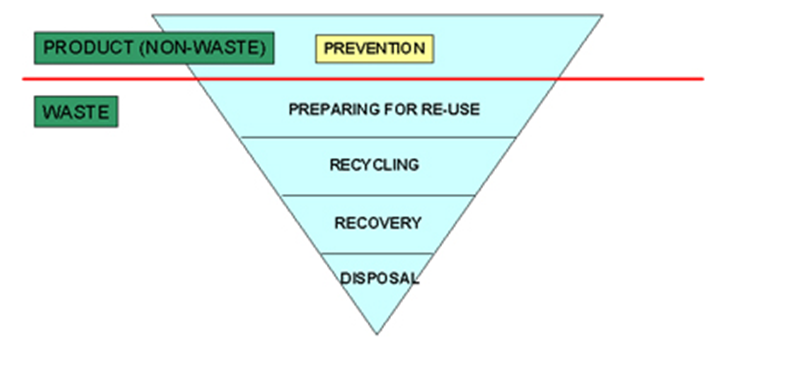 PRODUCT (NON-WASTE)
PREVENTION
WASTE
PREPARING FOR RE-USE
RECYCLING
RECOVERY
DISPOSAL